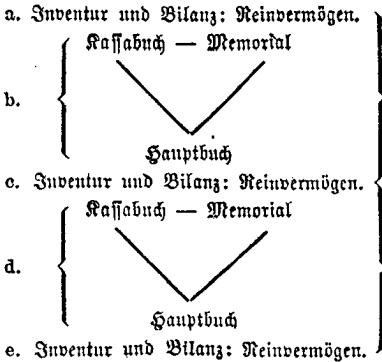 a. Inventur und Bilanz: Reinvermögen.
Kassabuch — Memorial
b.
Hauptbuch
c. Inventur und Bilanz: Reinvermögen.
Kassabuch — Memorial
d.
Hauptbuch
e. Inventur und Bilanz: Reinvermögen.